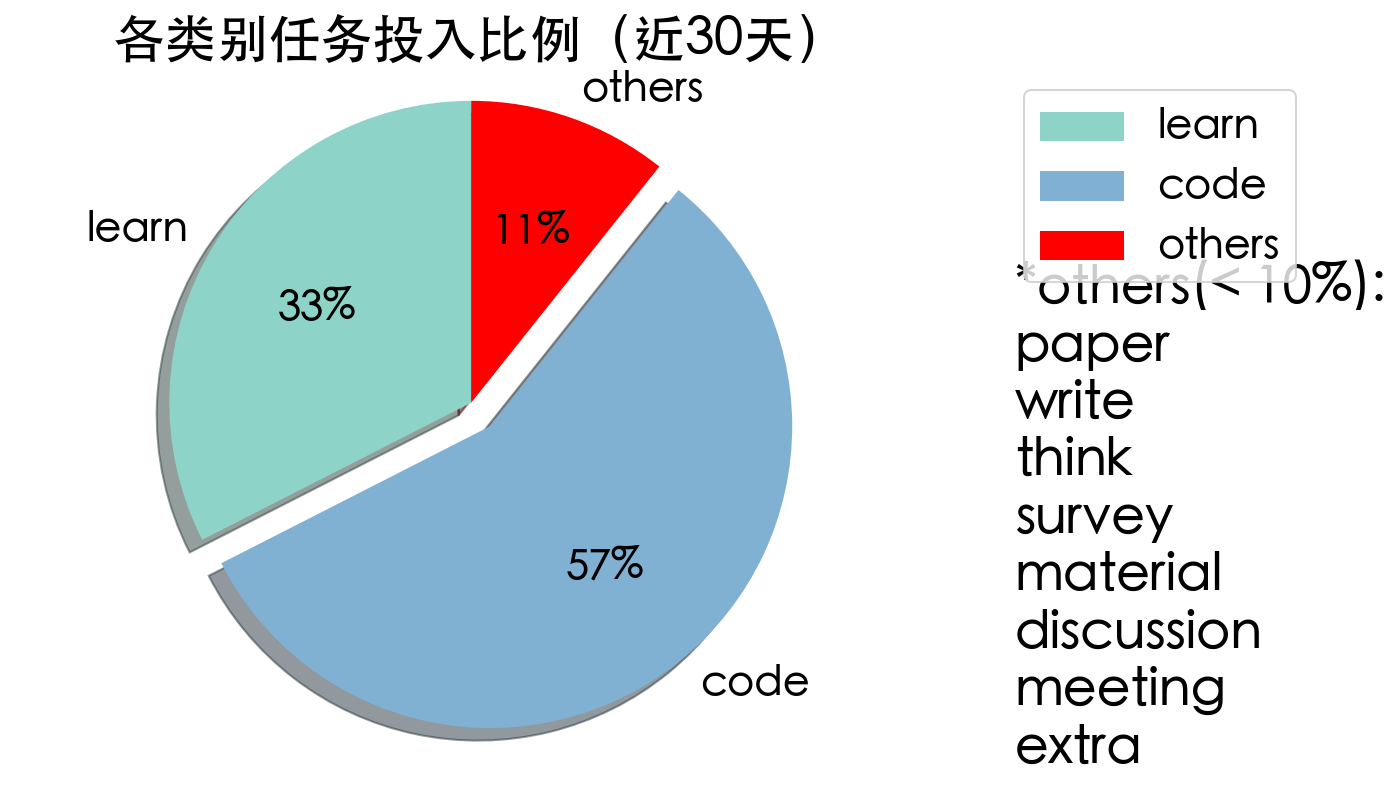 各类别任务投入比例（近30天）
others
learn
11%
33%
57%
code
learn
code
others
*others(< 10%):
paper
write
think
survey
material
discussion
meeting
extra